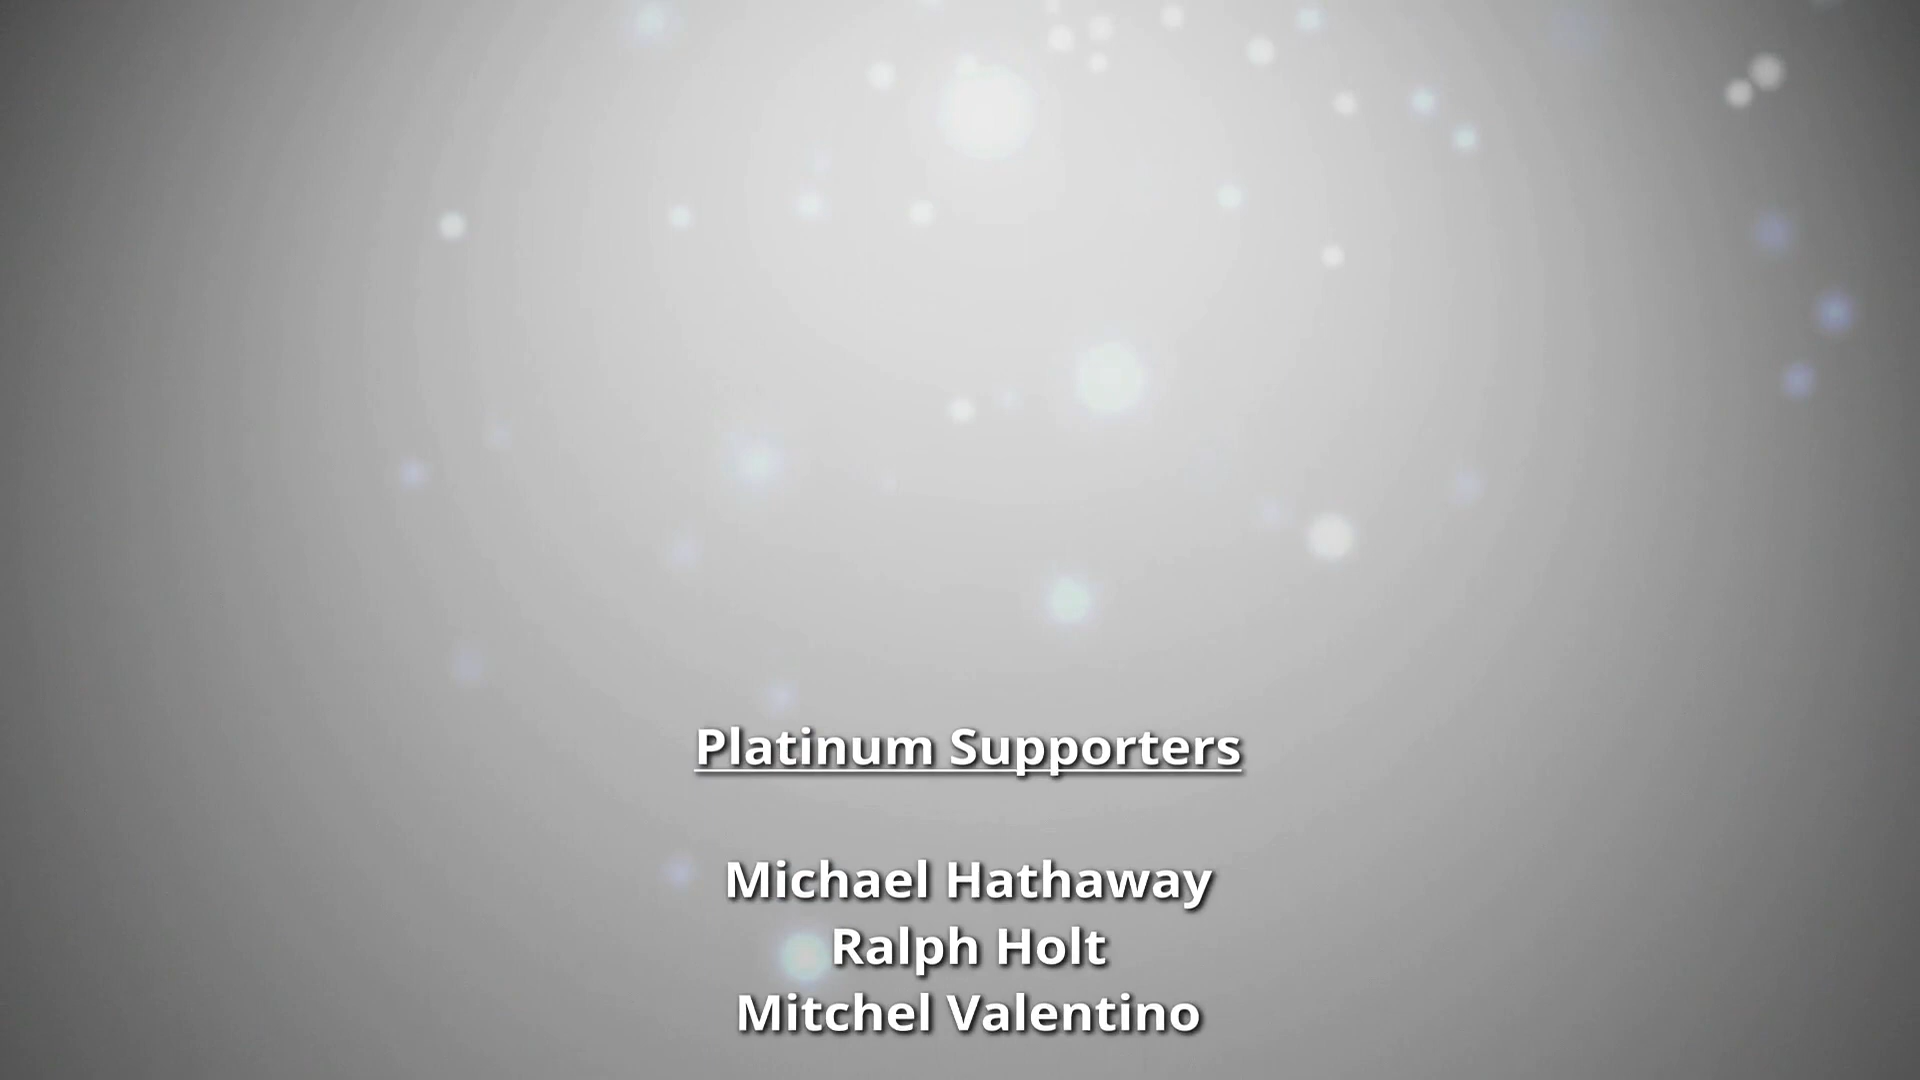 Platinum Supporters
Michael Hathaway
Ralph Holt
Mitchel Valentino